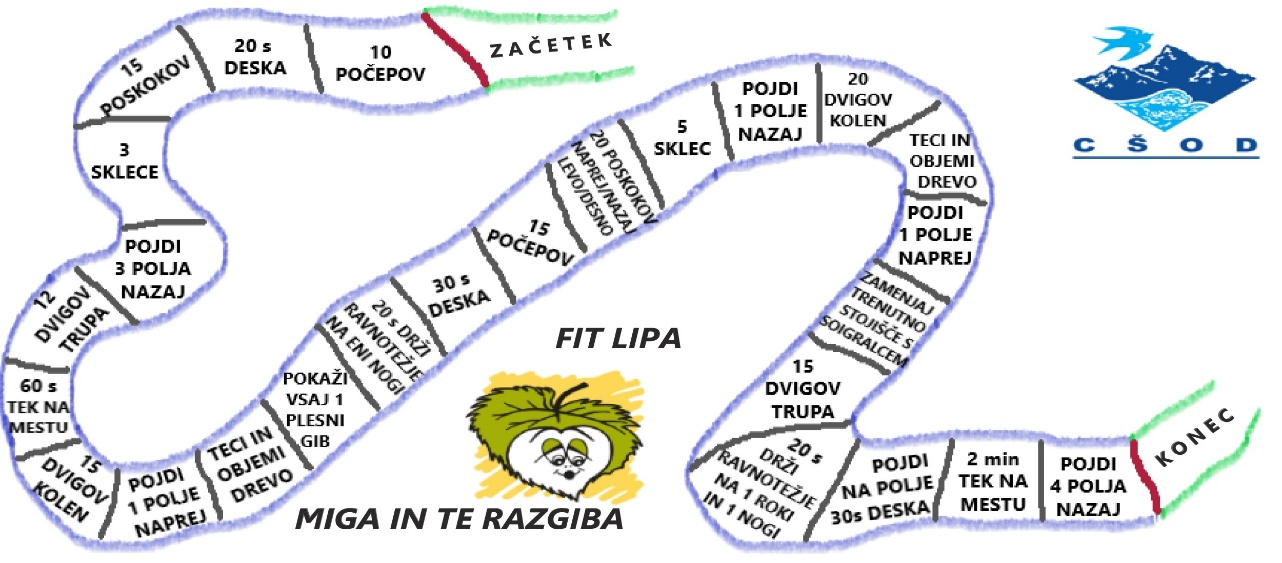 ZAČETEK
10
POČEPOV
20 s
DESKA
15
POSKOKOV
3
SKLECE
POJDI
3 POLJA
NAZAJ
12
DVIGOV
TRUPA
60 s
TEK NA
MESTU
15
DVIGOV
KOLEN
POJDI
1 POLJE
NAPREJ
TECI IN
OBJEMI
DREVO
POKAŽI
VSAJ 1
PLESNI
GIB
20 s DRŽI
RAVNOTEŽJE
NA ENI NOGI
30 s
DESKA
15
POČEPOV
20 POSKOKOV
NAPREJ/NAZAJ
LEVO/DESNO
5
SKLEC
POJDI
1 POLJE
NAZAJ
20
DVIGOV
KOLEN
TECI IN
OBJEMI
DREVO
POJDI
1 POLJE
NAPREJ
ZAMENJAJ
TRENUTNO
STOJIŠČE S
SOIGRALCEM
15
DVIGOV
TRUPA
20 s
DRŽI
RAVNOTEŽJE
NA 1 ROKI
IN 1 NOGI
POJDI
NA POLJE
30s DESKA
2 min
TEK NA
MESTU
POJDI
4 POLJA
NAZAJ
KONEC
FIT LIPA
MIGA IN TE RAZGIBA
CŠOD